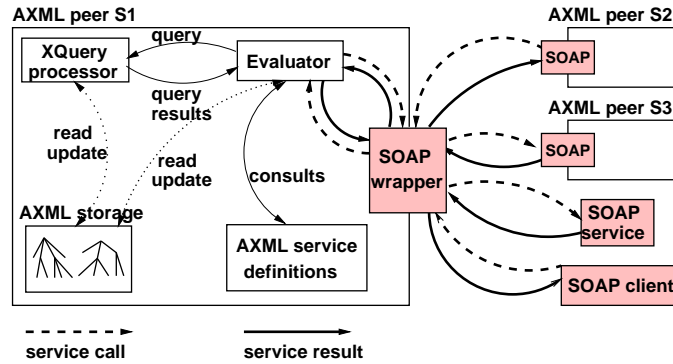 AXML peer S1
AXML peer S2
query
XQuery
processor
Evaluator
SOAP
query
results
AXML peer S3
read
update
read
update
SOAP
wrapper
SOAP
consults
AXML storage
SOAP
service
AXML service
definitions
SOAP client
service call
service result